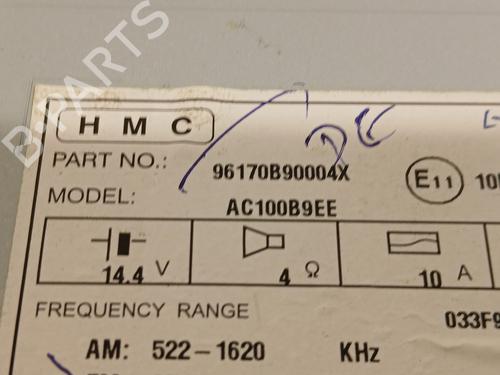 HMC
PART NO.: 96170B90004X
E11
MODEL: AC100B9EE
14.4 V
4 Ω
10 A
FREQUENCY RANGE
033F9
AM: 522-1620 KHz
B-PARTS